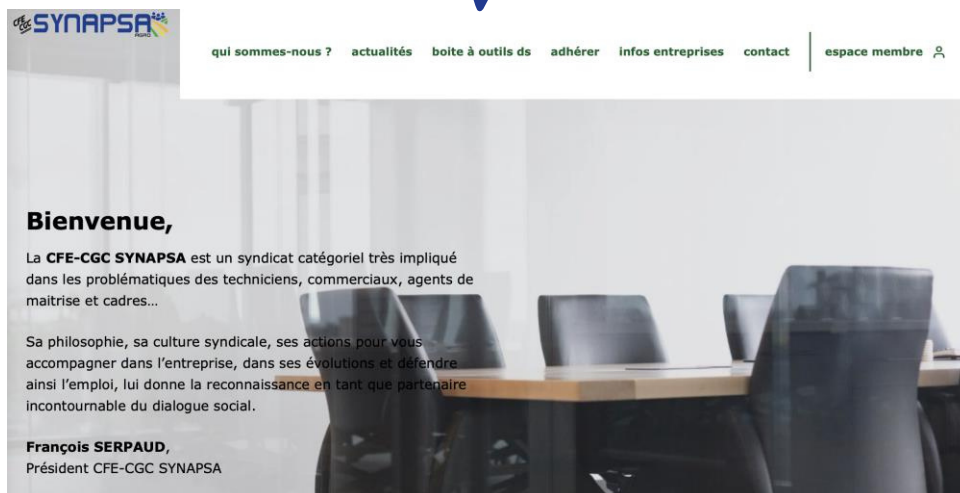 CFE CGC SYNAPSA
AGRO
qui sommes-nous ? actualités boite à outils ds adhérer infos entreprises contact espace membre
Bienvenue,
La CFE-CGC SYNAPSA est un syndicat catégoriel très impliqué
dans les problématiques des techniciens, commerciaux, agents de
maitrise et cadres...
Sa philosophie, sa culture syndicale, ses actions pour vous
accompagner dans l'entreprise, dans ses évolutions et défendre
ainsi l'emploi, lui donne la reconnaissance en tant que partenaire
incontournable du dialogue social.
François SERPAUD,
Président CFE-CGC SYNAPSA